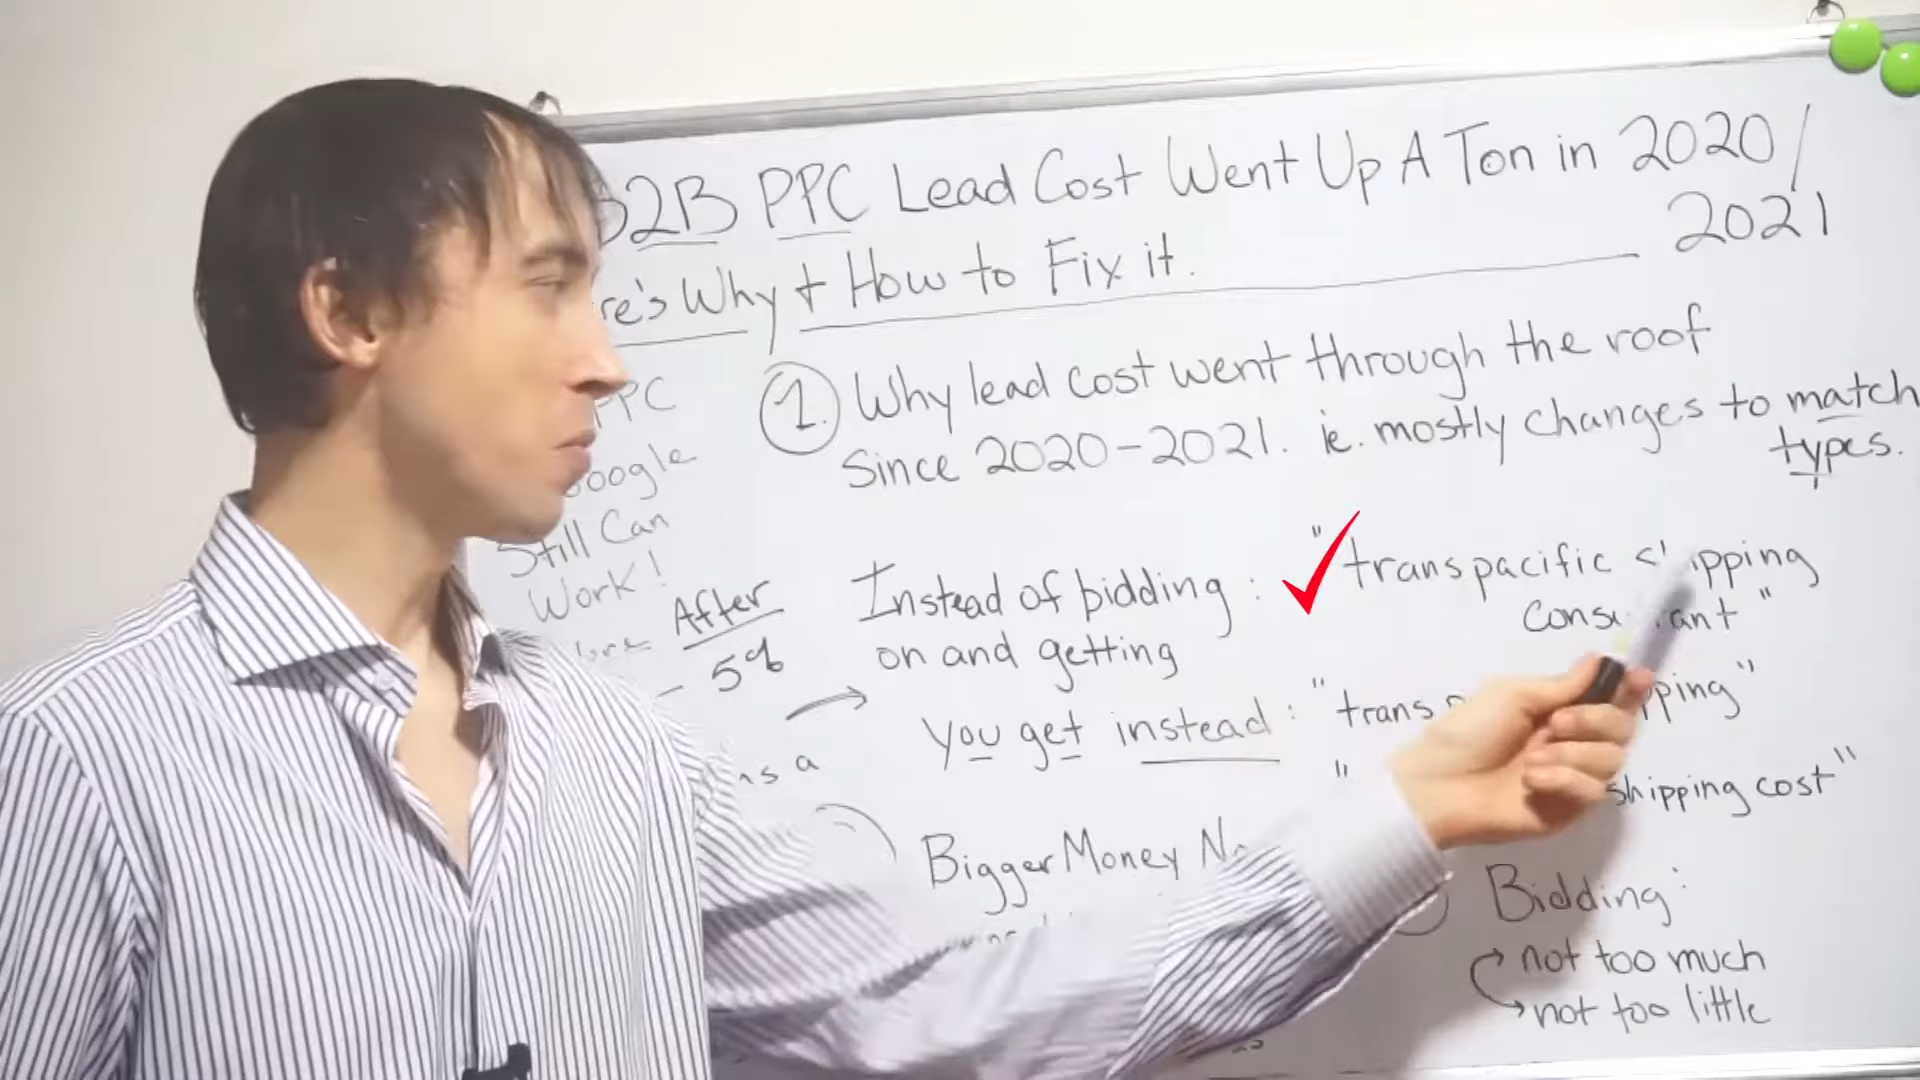 B2B PPC Lead Cost Went Up A Ton in 2020/
2021
re's Why + How to Fix it.
① Why lead cost went through the roof
Since 2020-2021. ie. mostly changes to match
types.
PPC
oogle
Still Can
Work!
After
5%
ns a
Instead of bidding : "transpacific shipping
consultant"
on and getting
You get instead : "trans pping"
" shipping cost"
Bigger Money
Bidding:
not too much
not too little